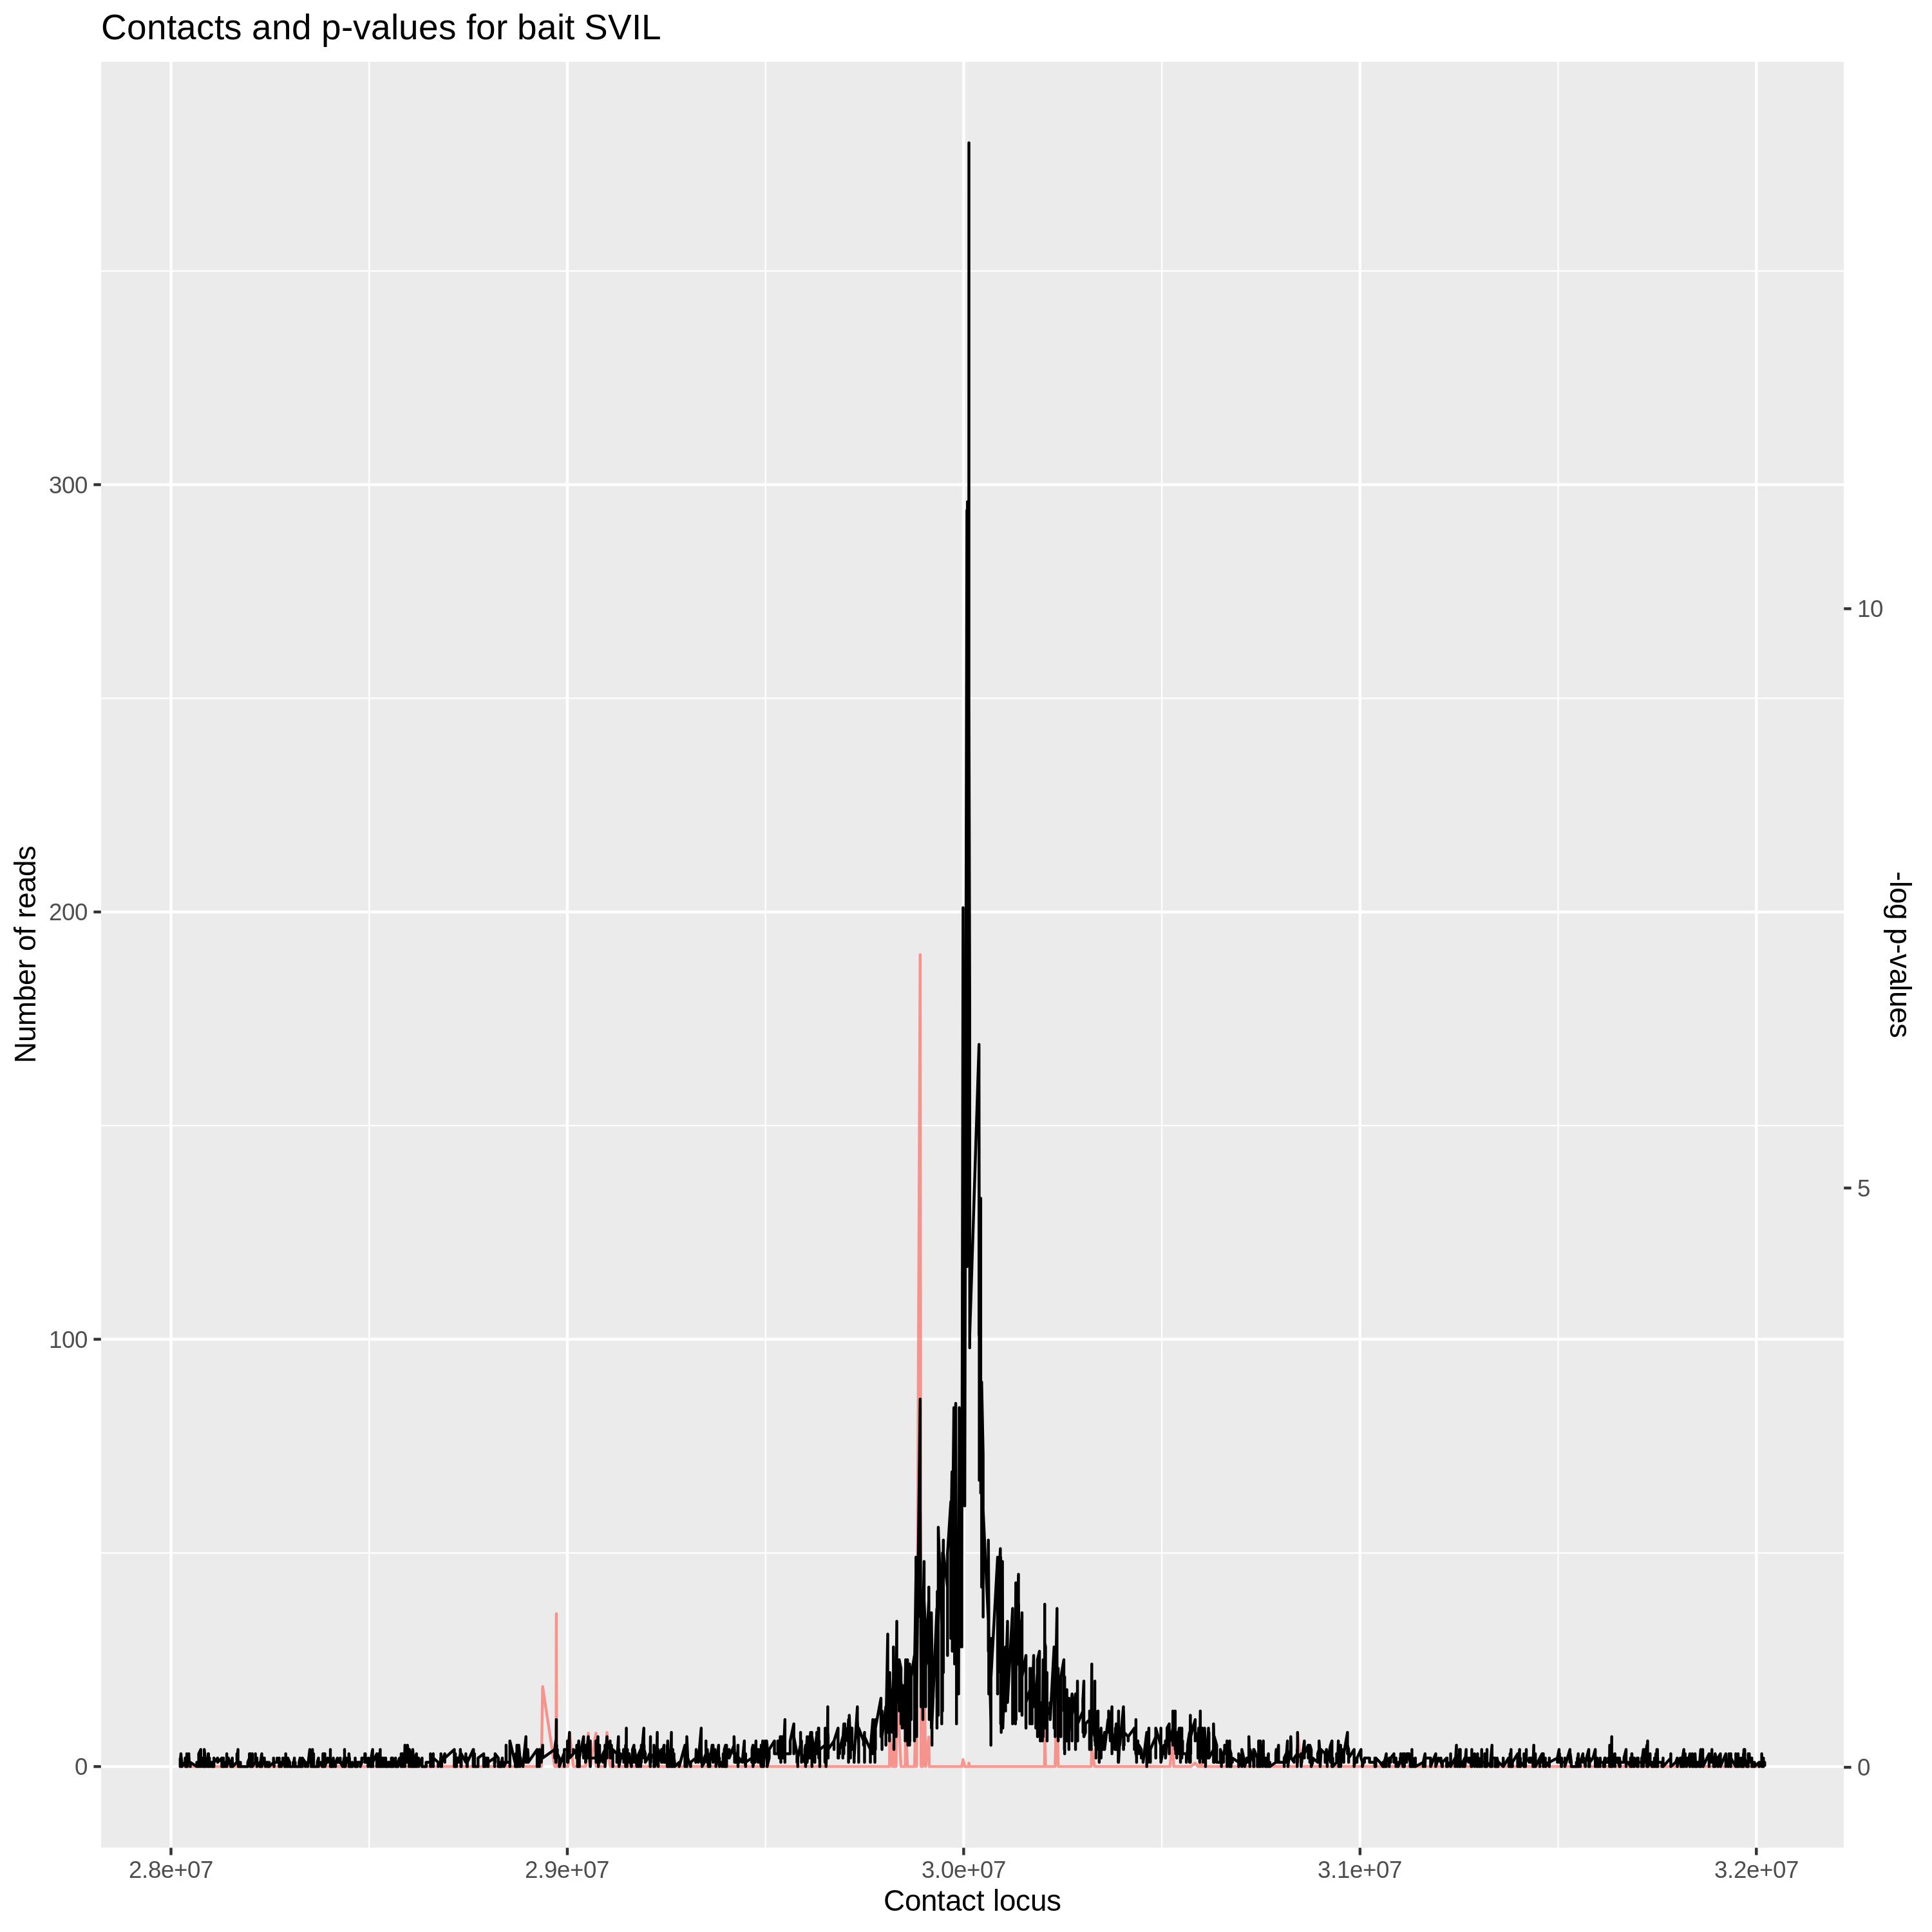 Contacts and p-values for bait SVIL
Number of reads
300
200
100
0
10
5
0
-log p-values
2.8e+07
2.9e+07
3.0e+07
3.1e+07
3.2e+07
Contact locus